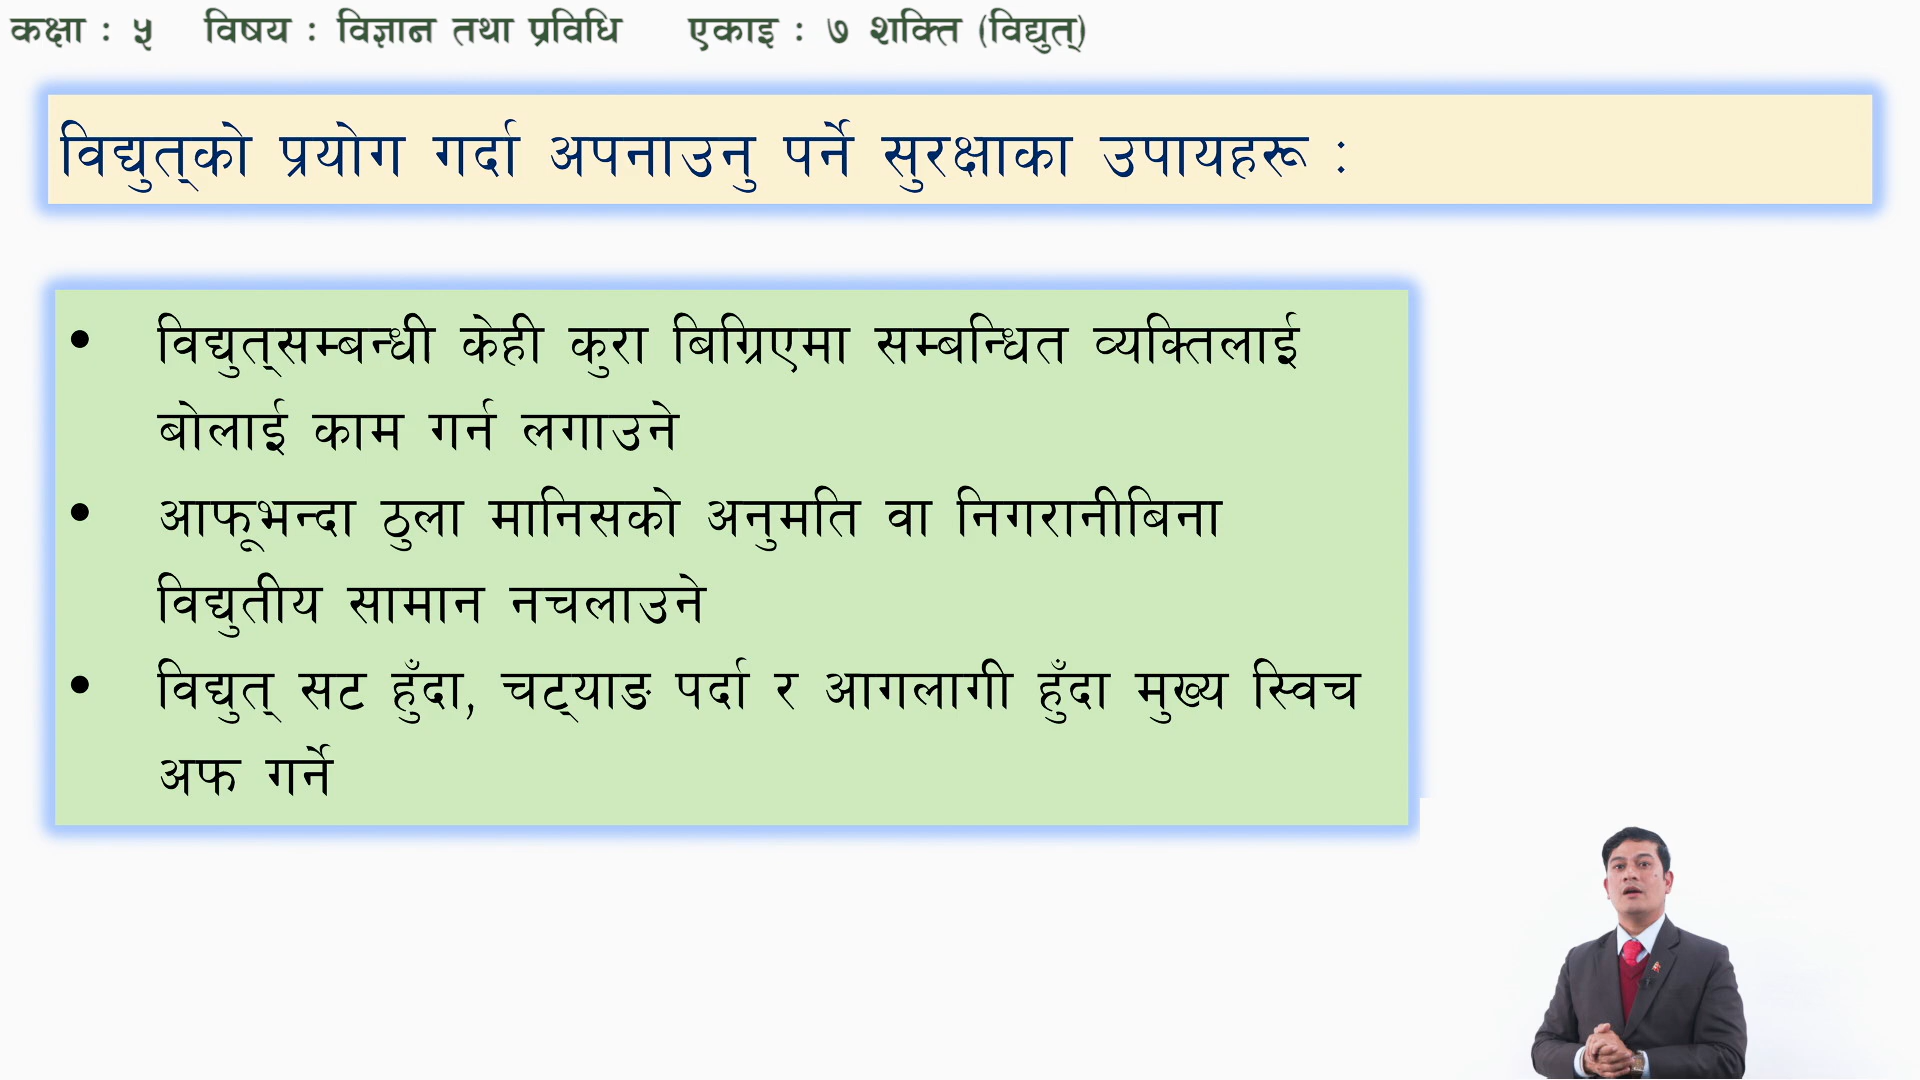 कक्षा : ५ विषय : विज्ञान तथा प्रविधि एकाइ : ७ शक्ति (विद्युत्)
विद्युत्को प्रयोग गर्दा अपनाउनु पर्ने सुरक्षाका उपायहरू :
• विद्युत्सम्बन्धी केही कुरा बिग्रिएमा सम्बन्धित व्यक्तिलाई
बोलाई काम गर्न लगाउने
• आफूभन्दा ठुला मानिसको अनुमति वा निगरानीबिना
विद्युतीय सामान नचलाउने
• विद्युत् सट हुँदा, चट्याङ पर्दा र आगलागी हुँदा मुख्य स्विच
अफ गर्ने